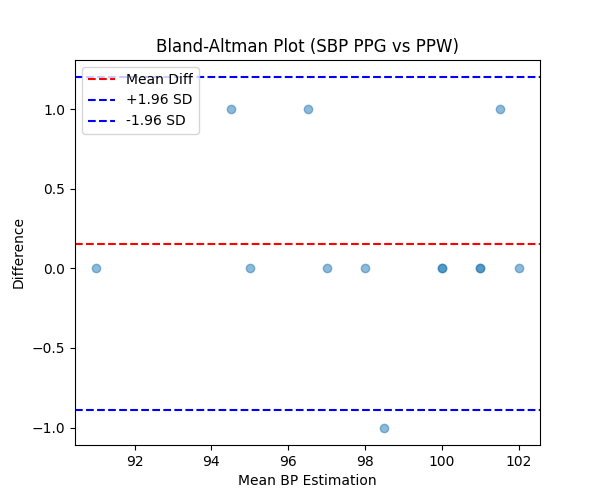 Bland-Altman Plot (SBP PPG vs PPW)
Mean Diff
+1.96 SD
-1.96 SD
1.0
0.5
0.0
−0.5
−1.0
Difference
92 94 96 98 100 102
Mean BP Estimation